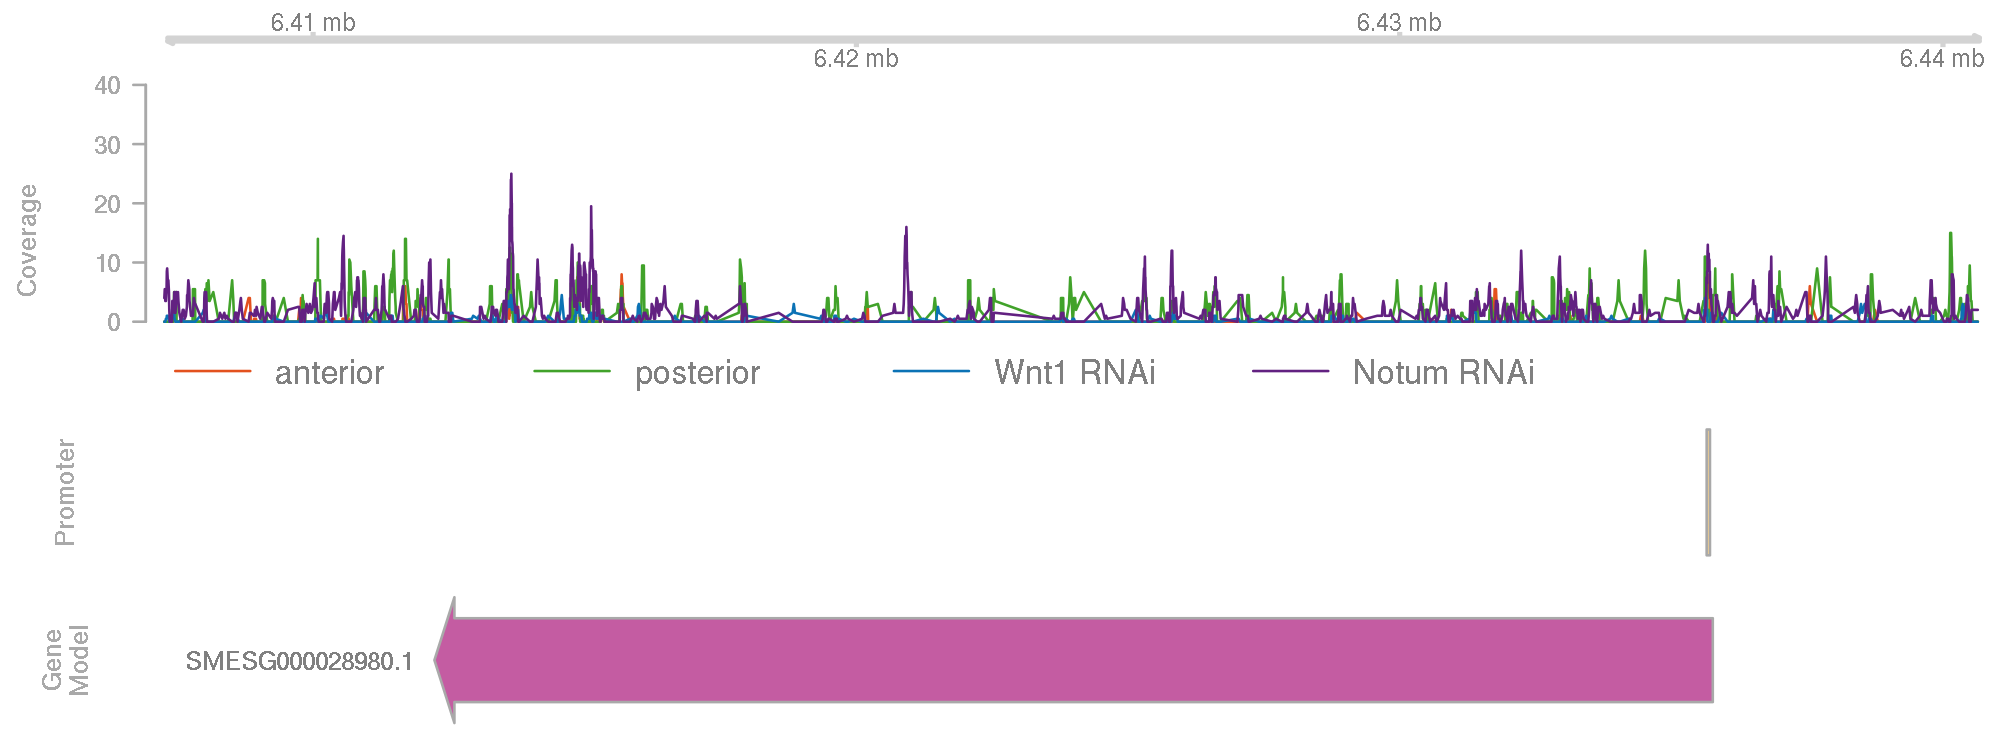 6.41 mb
6.43 mb
6.42 mb
6.44 mb
40
30
20
10
0
Coverage
anterior
posterior
Wnt1 RNAi
Notum RNAi
Promoter
Gene
Model
SMESG000028980.1